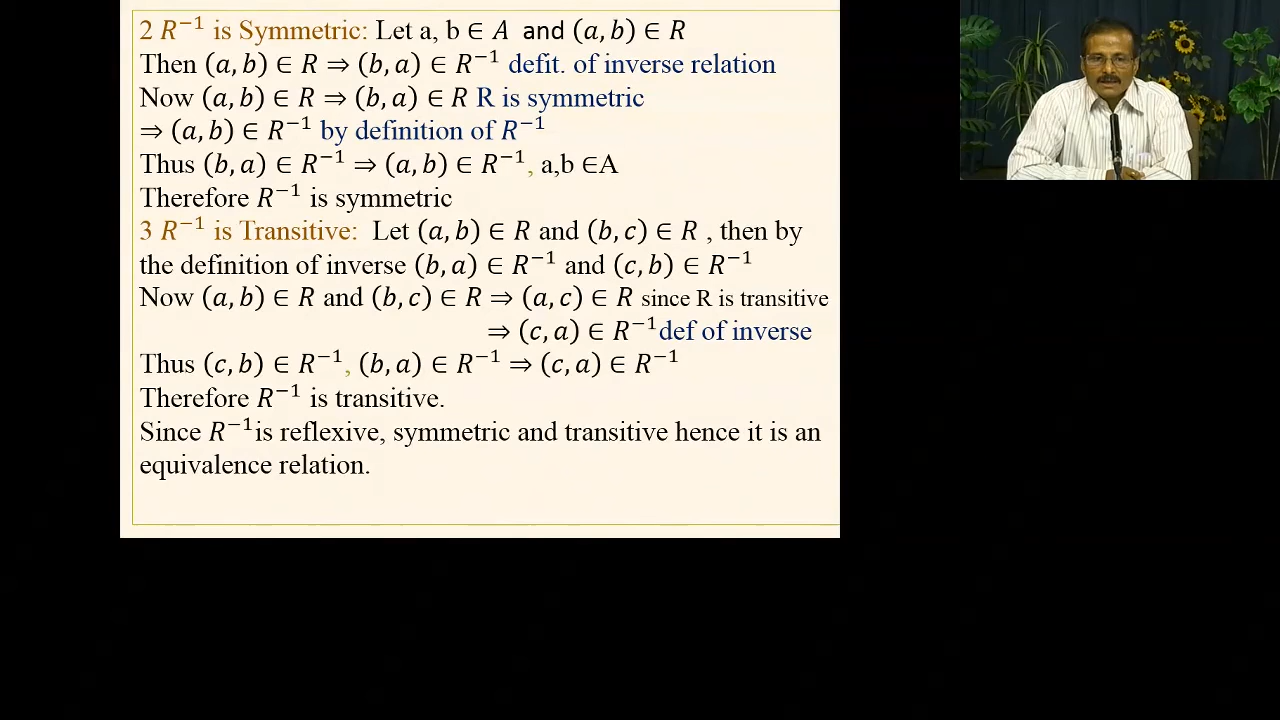 2 R⁻¹ is Symmetric: Let a, b ∈ A and (a, b) ∈ R
Then (a, b) ∈ R ⇒ (b, a) ∈ R⁻¹ defit. of inverse relation
Now (a, b) ∈ R ⇒ (b, a) ∈ R R is symmetric
⇒ (a, b) ∈ R⁻¹ by definition of R⁻¹
Thus (b, a) ∈ R⁻¹ ⇒ (a, b) ∈ R⁻¹, a,b ∈A
Therefore R⁻¹ is symmetric
3 R⁻¹ is Transitive: Let (a, b) ∈ R and (b, c) ∈ R , then by
the definition of inverse (b, a) ∈ R⁻¹ and (c, b) ∈ R⁻¹
Now (a, b) ∈ R and (b, c) ∈ R ⇒ (a, c) ∈ R since R is transitive
⇒ (c, a) ∈ R⁻¹def of inverse
Thus (c, b) ∈ R⁻¹, (b, a) ∈ R⁻¹ ⇒ (c, a) ∈ R⁻¹
Therefore R⁻¹ is transitive.
Since R⁻¹is reflexive, symmetric and transitive hence it is an
equivalence relation.